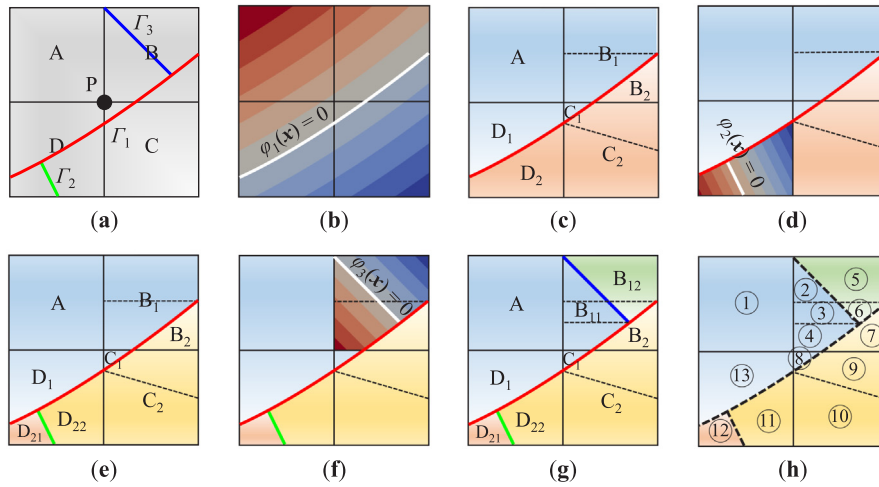 A
Γ3
B
P
D
Γ1
C
Γ2
(a)
φ1(x) = 0
(b)
A
B1
B2
C1
D1
C2
D2
(c)
φ2(x) = 0
(d)
A
B1
B2
C1
D1
C2
D21
D22
(e)
φ3(x) = 0
(f)
A
B12
B11
B2
C1
D1
C2
D21
D22
(g)
1
2
5
3
6
4
7
8
9
13
10
11
12
(h)